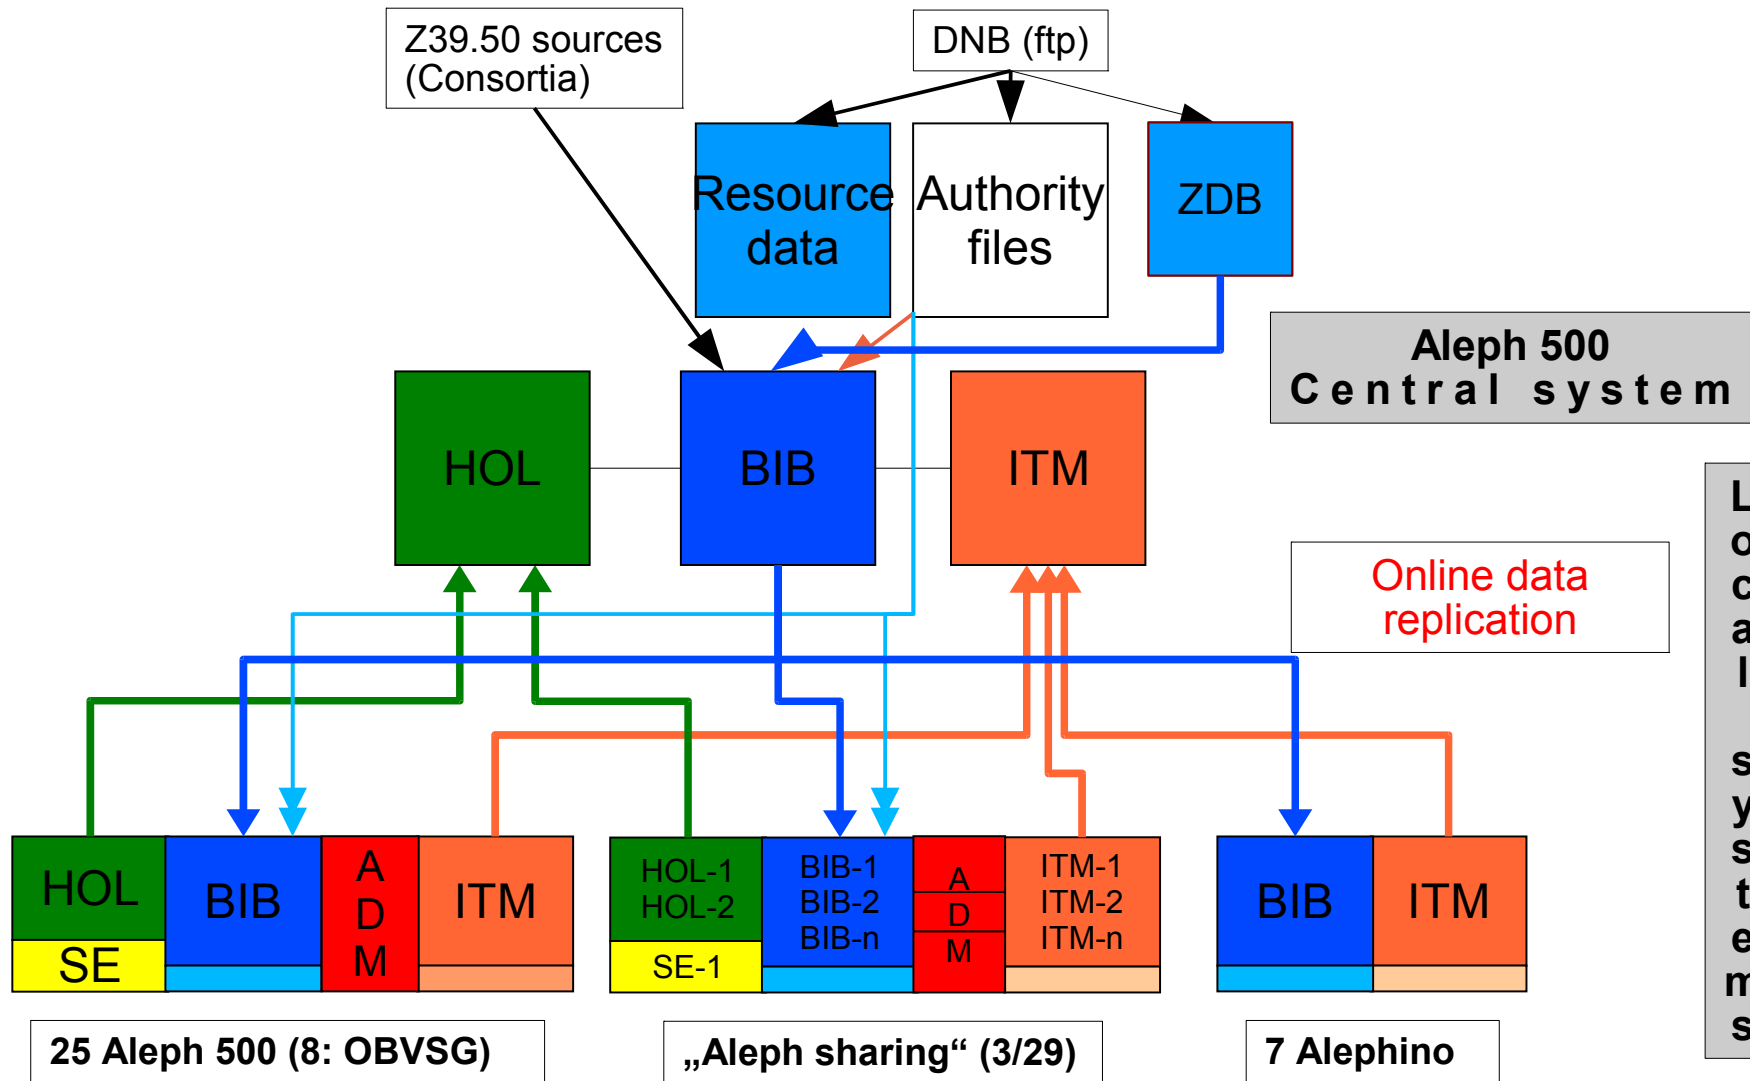 Z39.50 sources
(Consortia)
DNB (ftp)
Resource
data
Authority
files
ZDB
Aleph 500
Central system
HOL
BIB
ITM
Online data
replication
L
o
c
a
l
s
y
s
t
e
m
s
HOL
SE
BIB
A
D
M
ITM
HOL-1
HOL-2
SE-1
BIB-1
BIB-2
BIB-n
A
D
M
ITM-1
ITM-2
ITM-n
BIB
ITM
25 Aleph 500 (8: OBVSG)
„Aleph sharing“ (3/29)
7 Alephino